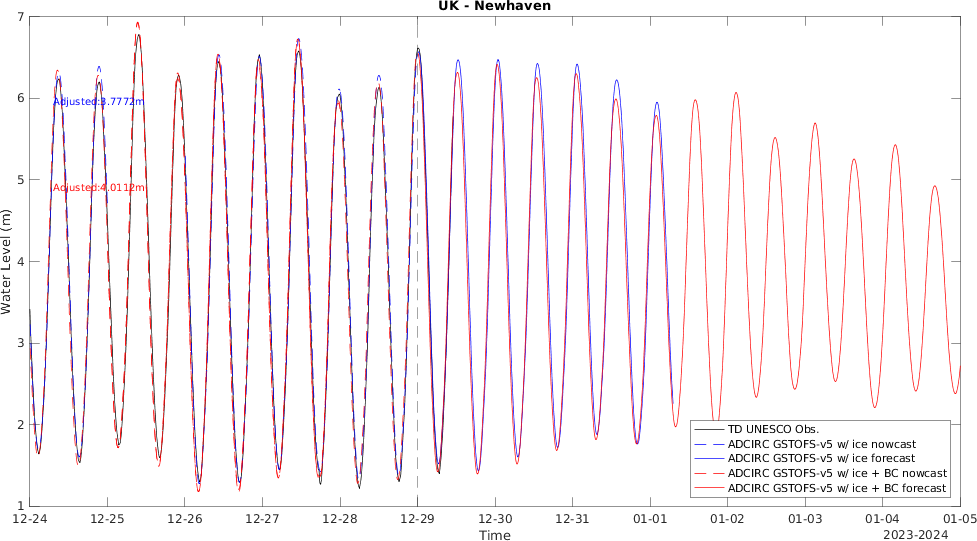 UK - Newhaven
7
6
5
4
3
2
1
Water Level (m)
Adjusted:3.7772m
Adjusted:4.0112m
TD UNESCO Obs.
ADCIRC GSTOFS-v5 w/ ice nowcast
ADCIRC GSTOFS-v5 w/ ice forecast
ADCIRC GSTOFS-v5 w/ ice + BC nowcast
ADCIRC GSTOFS-v5 w/ ice + BC forecast
12-24 12-25 12-26 12-27 12-28 12-29 12-30 12-31 01-01 01-02 01-03 01-04 01-05
Time
2023-2024